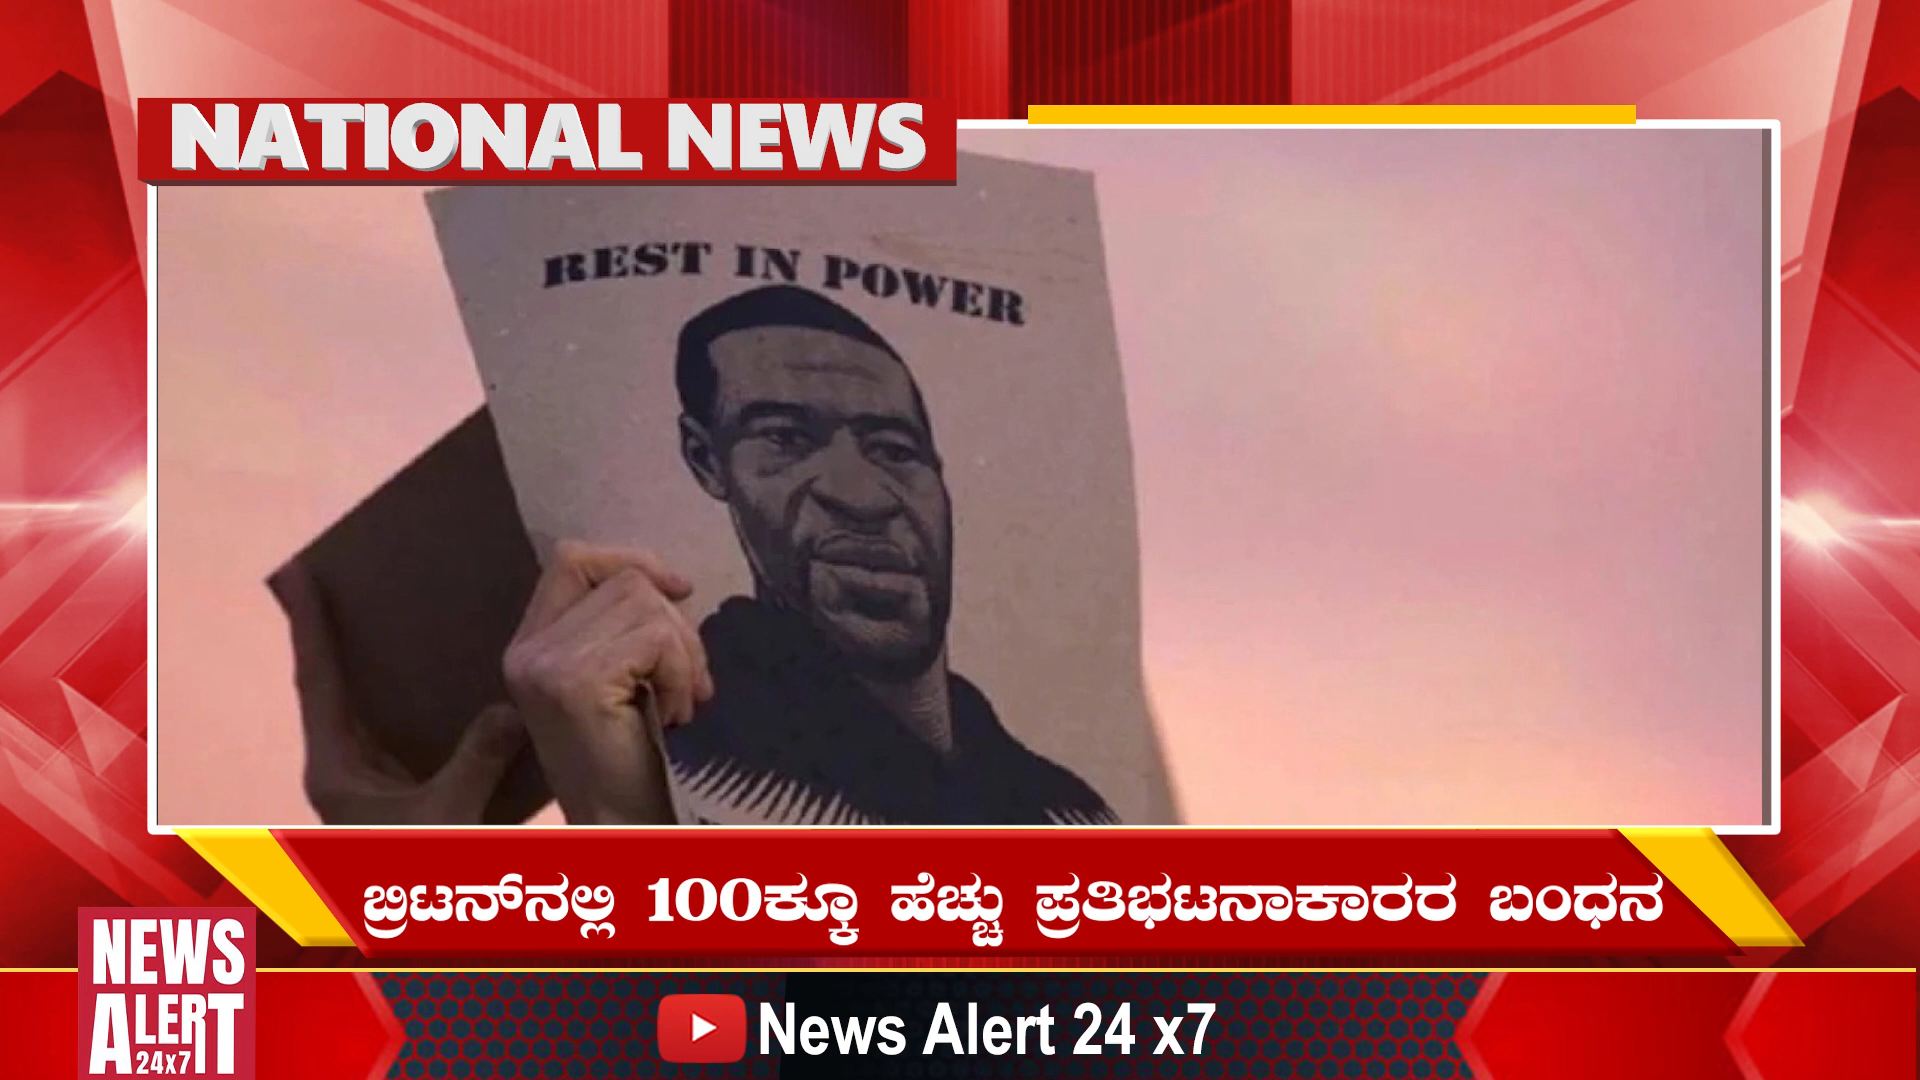 NATIONAL NEWS
REST IN POWER
ಬ್ರಿಟನ್‌ನಲ್ಲಿ 100ಕ್ಕೂ ಹೆಚ್ಚು ಪ್ರತಿಭಟನಾಕಾರರ ಬಂಧನ
NEWS
ALERT
24x7
News Alert 24 x7